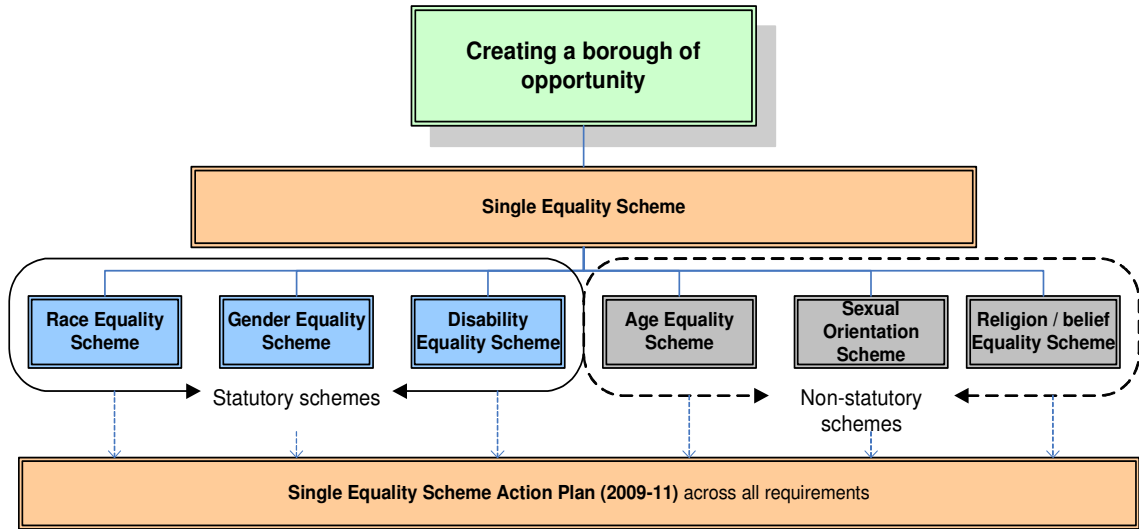 Creating a borough of
opportunity
Single Equality Scheme
Race Equality
Scheme
Gender Equality
Scheme
Disability
Equality Scheme
Age Equality
Scheme
Sexual
Orientation
Scheme
Religion / belief
Equality Scheme
Statutory schemes
Non-statutory
schemes
Single Equality Scheme Action Plan (2009-11) across all requirements